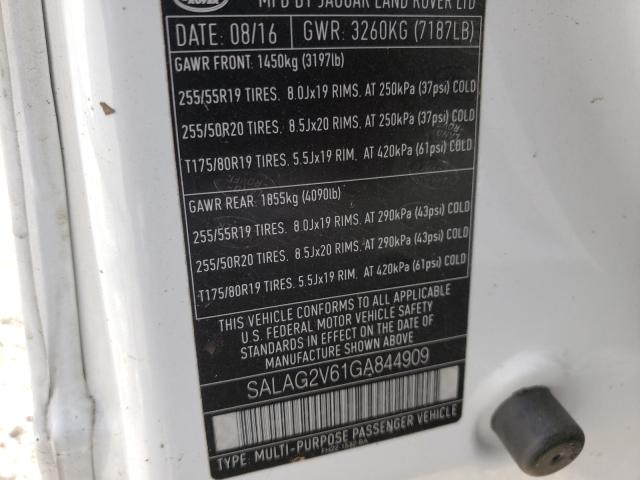 ROVER
MFD BY JAGUAR LAND ROVER LTD
DATE: 08/16 GWR: 3260KG (7187LB)
GAWR FRONT: 1450kg (3197lb)
255/55R19 TIRES. 8.0Jx19 RIMS. AT 250kPa (37psi) COLD
255/50R20 TIRES. 8.5Jx20 RIMS. AT 250kPa (37psi) COLD
T175/80R19 TIRES. 5.5Jx19 RIM. AT 420kPa (61psi) COLD
GAWR REAR: 1855kg (4090lb)
255/55R19 TIRES. 8.0Jx19 RIMS. AT 290kPa (43psi) COLD
255/50R20 TIRES. 8.5Jx20 RIMS. AT 290kPa (43psi) COLD
T175/80R19 TIRES. 5.5Jx19 RIM. AT 420kPa (61psi) COLD
THIS VEHICLE CONFORMS TO ALL APPLICABLE
U.S. FEDERAL MOTOR VEHICLE SAFETY
STANDARDS IN EFFECT ON THE DATE OF
MANUFACTURE SHOWN ABOVE.
SALAG2V61GA844909
TYPE: MULTI-PURPOSE PASSENGER VEHICLE